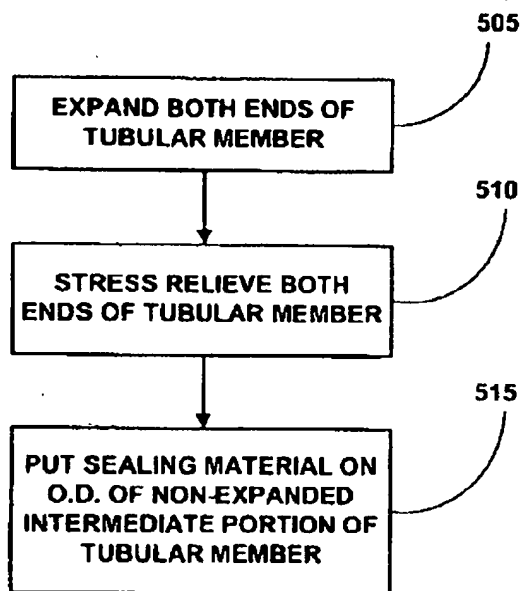 505
EXPAND BOTH ENDS OF
TUBULAR MEMBER
510
STRESS RELIEVE BOTH
ENDS OF TUBULAR MEMBER
515
PUT SEALING MATERIAL ON
O.D. OF NON-EXPANDED
INTERMEDIATE PORTION OF
TUBULAR MEMBER